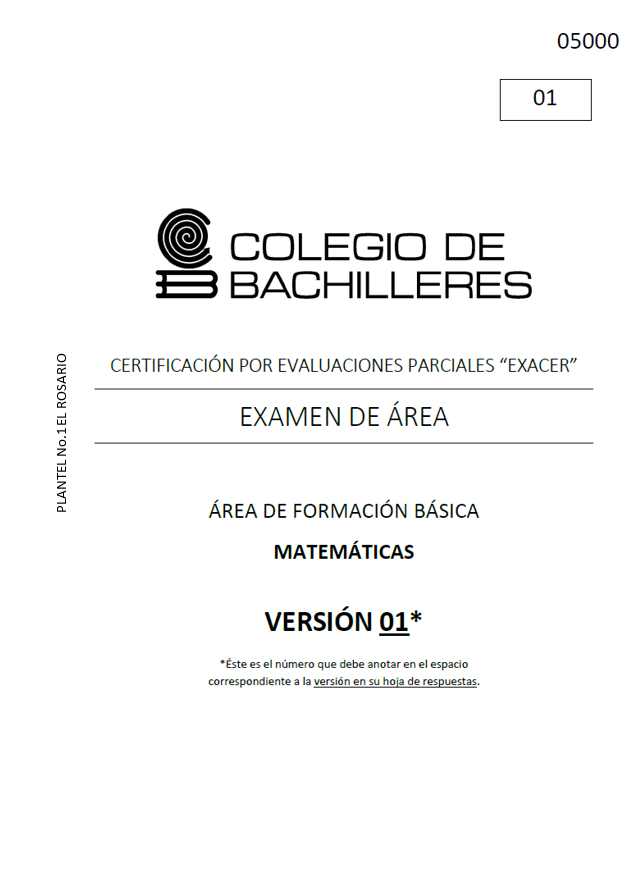 05000
01
COLEGIO DE
BACHILLERES
CERTIFICACIÓN POR EVALUACIONES PARCIALES “EXACER”
EXAMEN DE ÁREA
PLANTEL No.1 EL ROSARIO
ÁREA DE FORMACIÓN BÁSICA
MATEMÁTICAS
VERSIÓN 01*
*Éste es el número que debe anotar en el espacio
correspondiente a la versión en su hoja de respuestas.